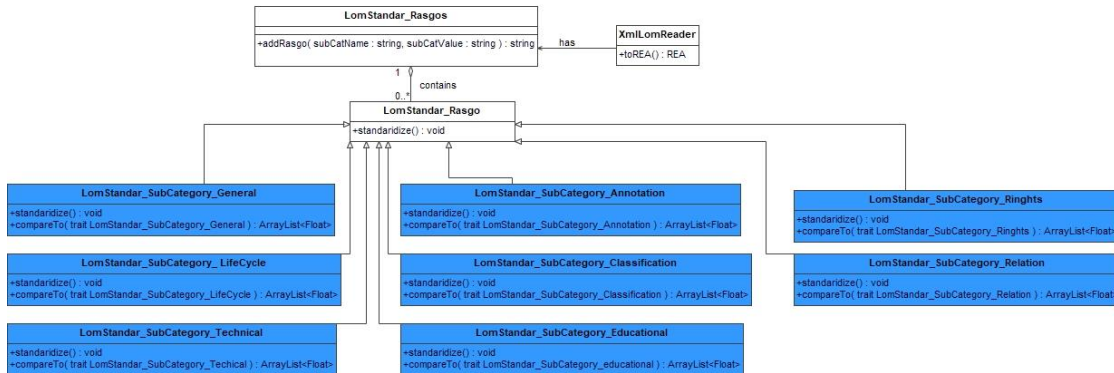 LomStandar_Rasgos
+addRasgo( subCatName : string, subCatValue : string ) : string
XmlLomReader
+toREA() : REA
has
1
contains
0..*
LomStandar_Rasgo
+standaridize() : void
LomStandar_SubCategory_General
+standaridize() : void
+compareTo( trait LomStandar_SubCategory_General ) : ArrayList<Float>
LomStandar_SubCategory_Annotation
+standaridize() : void
+compareTo( trait LomStandar_SubCategory_Annotation ) : ArrayList<Float>
LomStandar_SubCategory_Ringhts
+standaridize() : void
+compareTo( trait LomStandar_SubCategory_Ringhts ) : ArrayList<Float>
LomStandar_SubCategory_ LifeCycle
+standaridize() : void
+compareTo( trait LomStandar_SubCategory_LifeCycle ) : ArrayList<Float>
LomStandar_SubCategory_Classification
+standaridize() : void
+compareTo( trait LomStandar_SubCategory_Classification ) : ArrayList<Float>
LomStandar_SubCategory_Relation
+standaridize() : void
+compareTo( trait LomStandar_SubCategory_Relation ) : ArrayList<Float>
LomStandar_SubCategory_Technical
+standaridize() : void
+compareTo( trait LomStandar_SubCategory_Techical ) : ArrayList<Float>
LomStandar_SubCategory_Educational
+standaridize() : void
+compareTo( trait LomStandar_SubCategory_educational ) : ArrayList<Float>